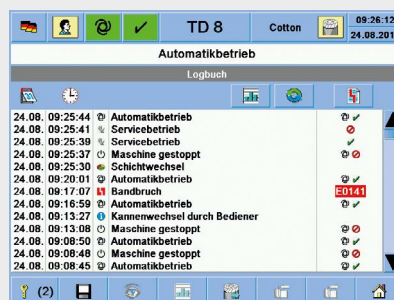 TD 8 Cotton 09:26:12
24.08.201
Automatikbetrieb
Logbuch
24.08. 09:25:44 Automatikbetrieb
24.08. 09:25:41 Servicebetrieb
24.08. 09:25:39 Servicebetrieb
24.08. 09:25:37 Maschine gestoppt
24.08. 09:25:30 Schichtwechsel
24.08. 09:20:01 Automatikbetrieb
24.08. 09:17:07 Bandbruch E0141
24.08. 09:16:59 Automatikbetrieb
24.08. 09:13:27 Kannenwechsel durch Bediener
24.08. 09:13:08 Maschine gestoppt
24.08. 09:08:50 Automatikbetrieb
24.08. 09:08:48 Maschine gestoppt
24.08. 09:08:45 Automatikbetrieb
(2)